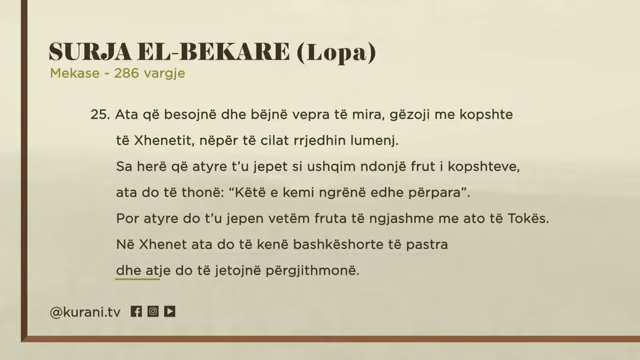 SURJA EL-BEKARE (Lopa)
Mekase - 286 vargje
25. Ata që besojnë dhe bëjnë vepra të mira, gëzoji me kopshte
të Xhenetit, nëpër të cilat rrjedhin lumenj.
Sa herë që atyre t’u jepet si ushqim ndonjë frut i kopshteve,
ata do të thonë: “Këtë e kemi ngrënë edhe përpara”.
Por atyre do t’u jepen vetëm fruta të ngjashme me ato të Tokës.
Në Xhenet ata do të kenë bashkëshorte të pastra
dhe atje do të jetojnë përgjithmonë.
@kurani.tv